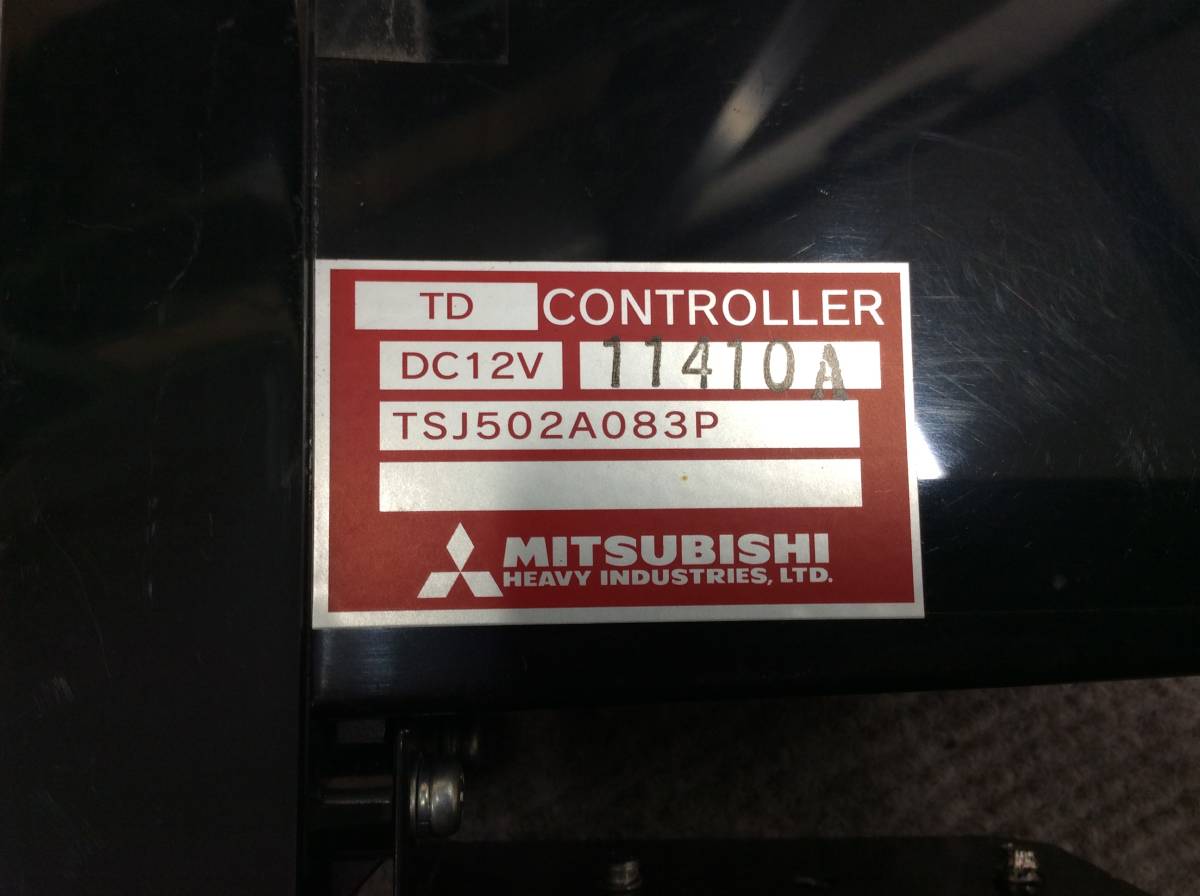 TD CONTROLLER
DC12V 11410A
TSJ502A083P
MITSUBISHI
HEAVY INDUSTRIES, LTD.